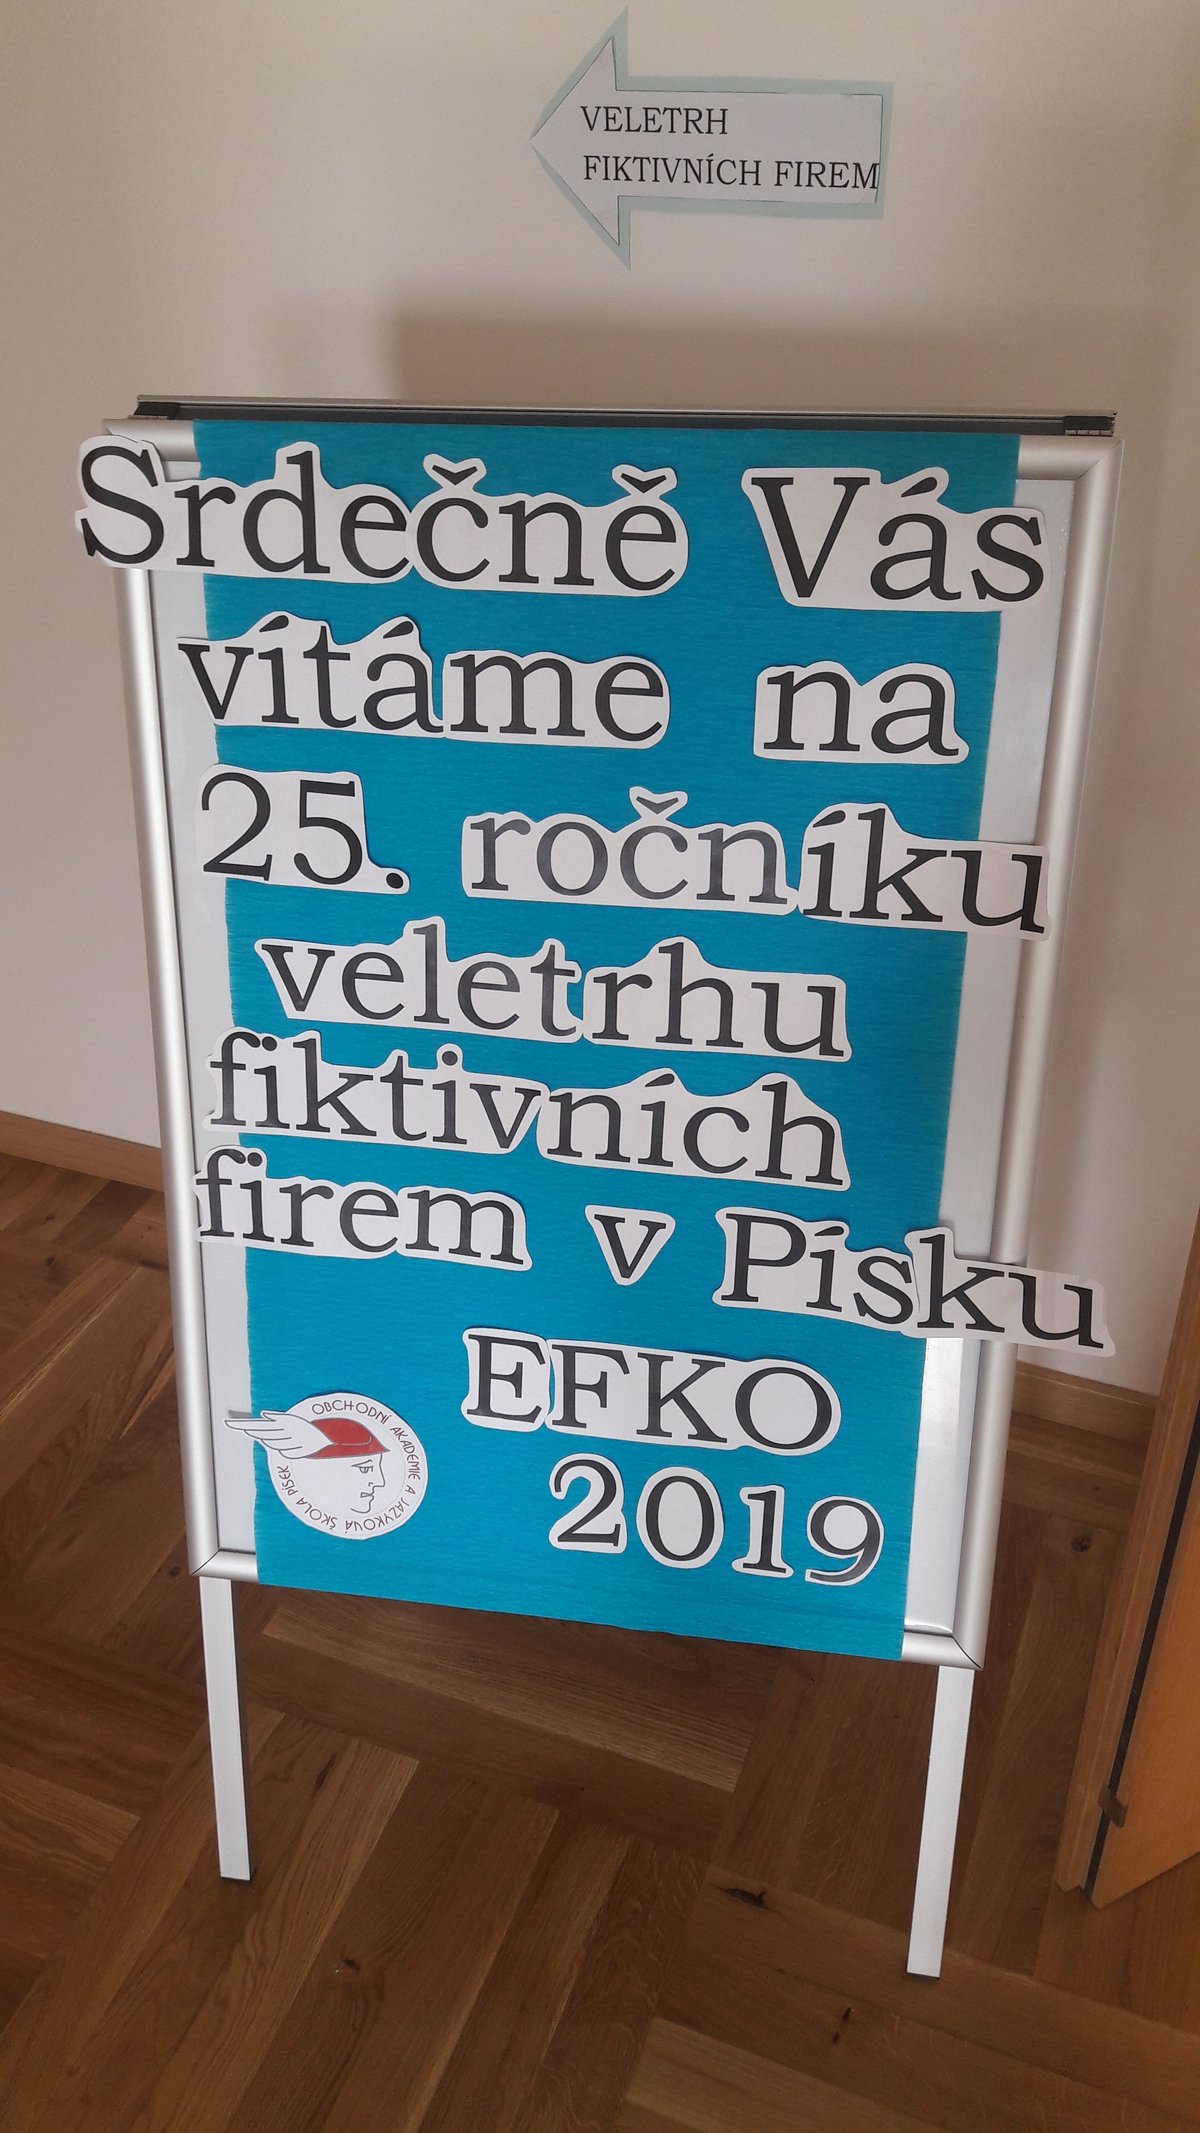 VELETRH
FIKTIVNÍCH FIREM
Srdečně Vás
vítáme na
25. ročníku
veletrhu
fiktivních
firem v Písku
EFKO
2019
OBCHODNÍ AKADEMIE A JAZYKOVÁ ŠKOLA PÍSEK